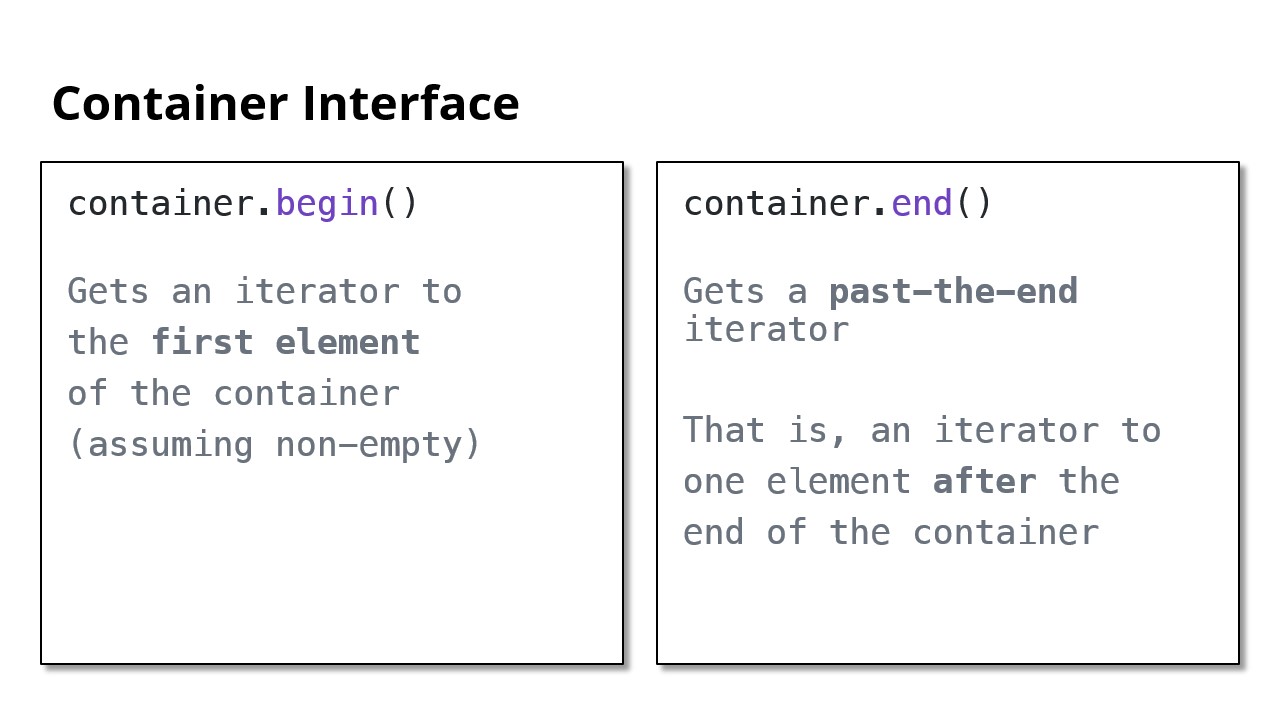 Container Interface
container.begin()
Gets an iterator to
the first element
of the container
(assuming non-empty)
container.end()
Gets a past-the-end
iterator
That is, an iterator to
one element after the
end of the container